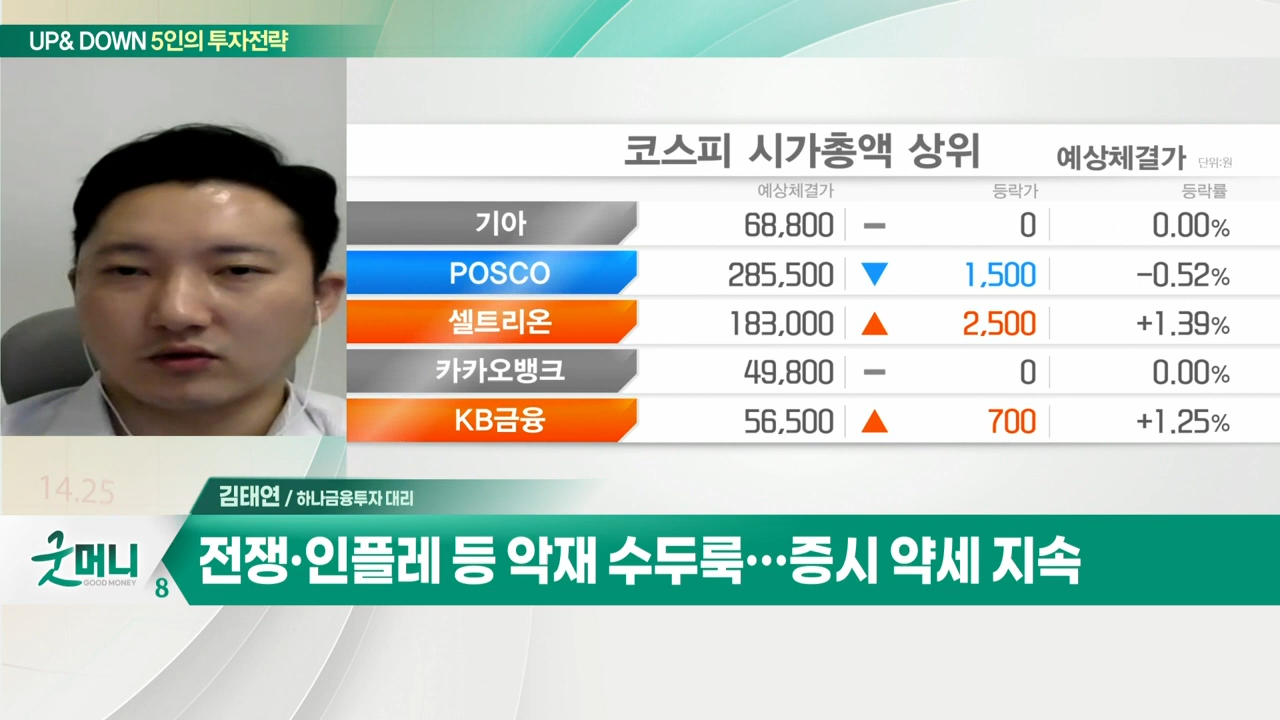 UP& DOWN 5인의 투자전략
코스피 시가총액 상위 예상체결가 단위:원
예상체결가 등락가 등락률
기아 68,800 0 0.00%
POSCO 285,500 ▼ 1,500 -0.52%
셀트리온 183,000 ▲ 2,500 +1.39%
카카오뱅크 49,800 0 0.00%
KB금융 56,500 ▲ 700 +1.25%
14.25
김태연 / 하나금융투자 대리
굿머니
GOOD MONEY
8
전쟁·인플레 등 악재 수두룩…증시 약세 지속